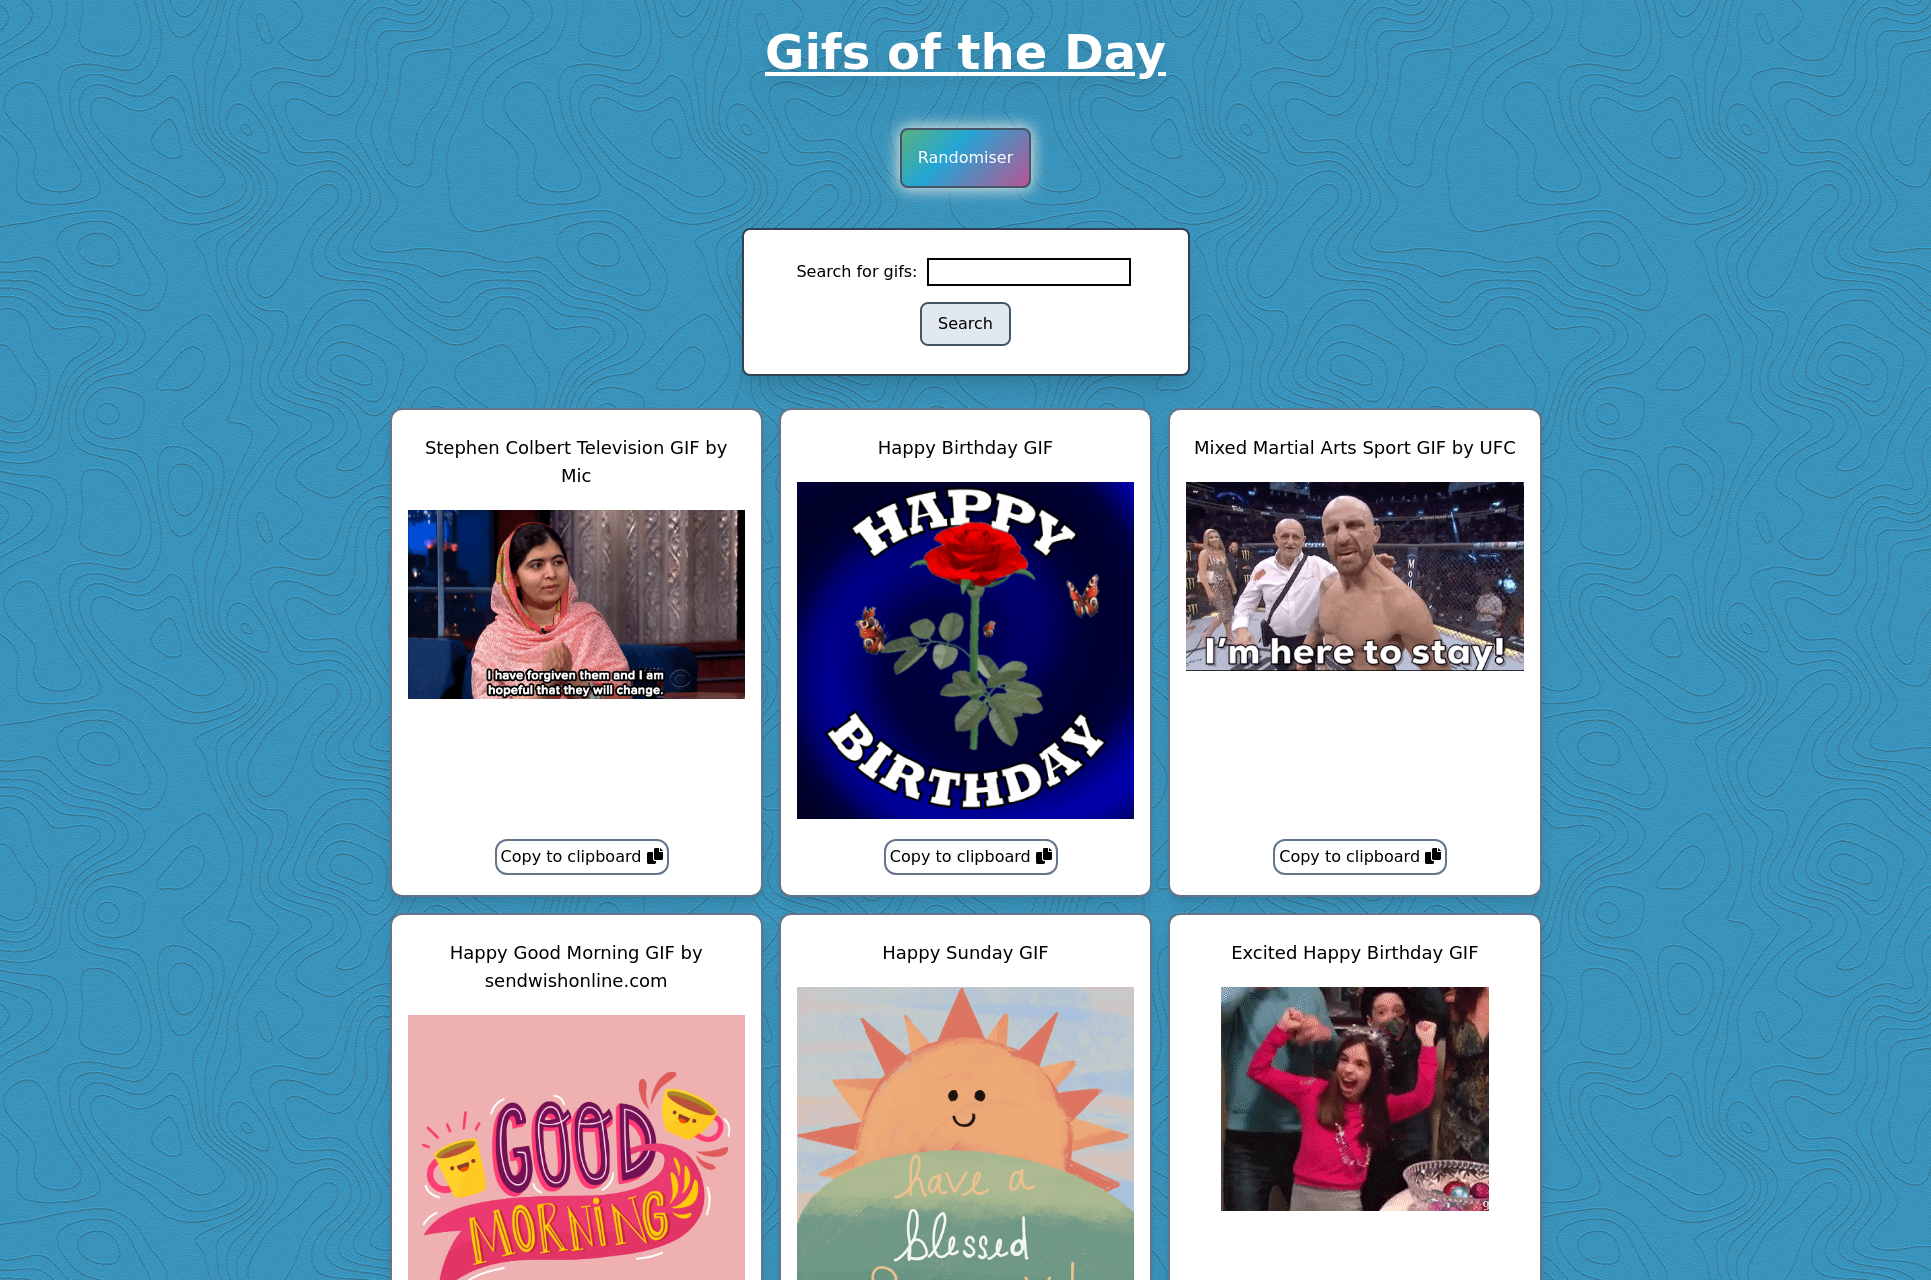 Gifs of the Day
Randomiser
Search for gifs:
Search
Stephen Colbert Television GIF by
Mic
I have forgiven them and I am
hopeful that they will change.
Copy to clipboard
Happy Birthday GIF
HAPPY
BIRTHDAY
Copy to clipboard
Mixed Martial Arts Sport GIF by UFC
I'm here to stay!
Copy to clipboard
Happy Good Morning GIF by
sendwishonline.com
GOOD
MORNING
Happy Sunday GIF
have a
blessed
Excited Happy Birthday GIF